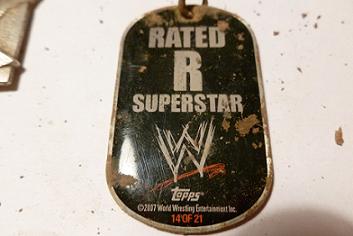 RATED
R
SUPERSTAR
W
topps
©2007 World Wrestling Entertainment Inc.
14 OF 21